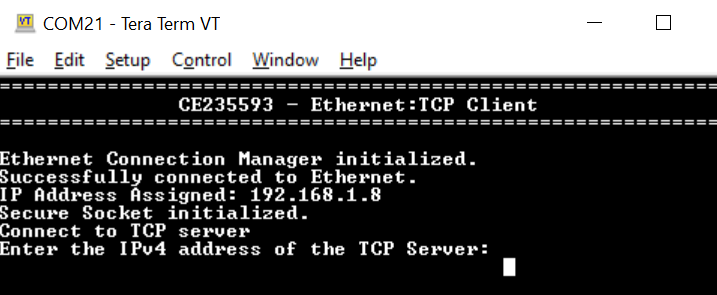 VT COM21 - Tera Term VT
File Edit Setup Control Window Help
================================================================
CE235593 - Ethernet:TCP Client
================================================================
Ethernet Connection Manager initialized.
Successfully connected to Ethernet.
IP Address Assigned: 192.168.1.8
Secure Socket initialized.
Connect to TCP server
Enter the IPv4 address of the TCP Server: